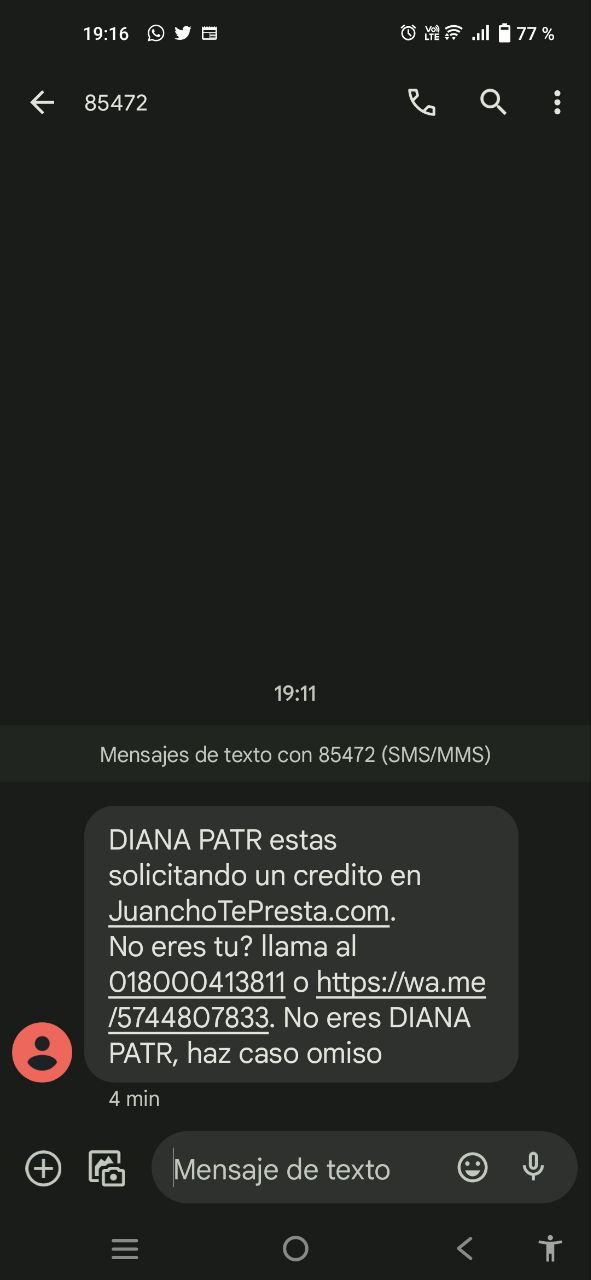 19:16 Vo) LTE 77 %
85472
19:11
Mensajes de texto con 85472 (SMS/MMS)
DIANA PATR estas
solicitando un credito en
JuanchoTePresta.com.
No eres tu? llama al
018000413811 o https://wa.me
/5744807833. No eres DIANA
PATR, haz caso omiso
4 min
Mensaje de texto